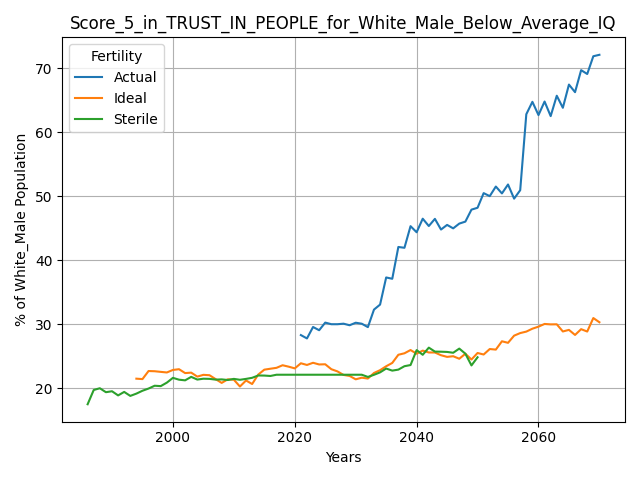 Score_5_in_TRUST_IN_PEOPLE_for_White_Male_Below_Average_IQ
Fertility
Actual
Ideal
Sterile
% of White_Male Population
70
60
50
40
30
20
2000
2020
2040
2060
Years